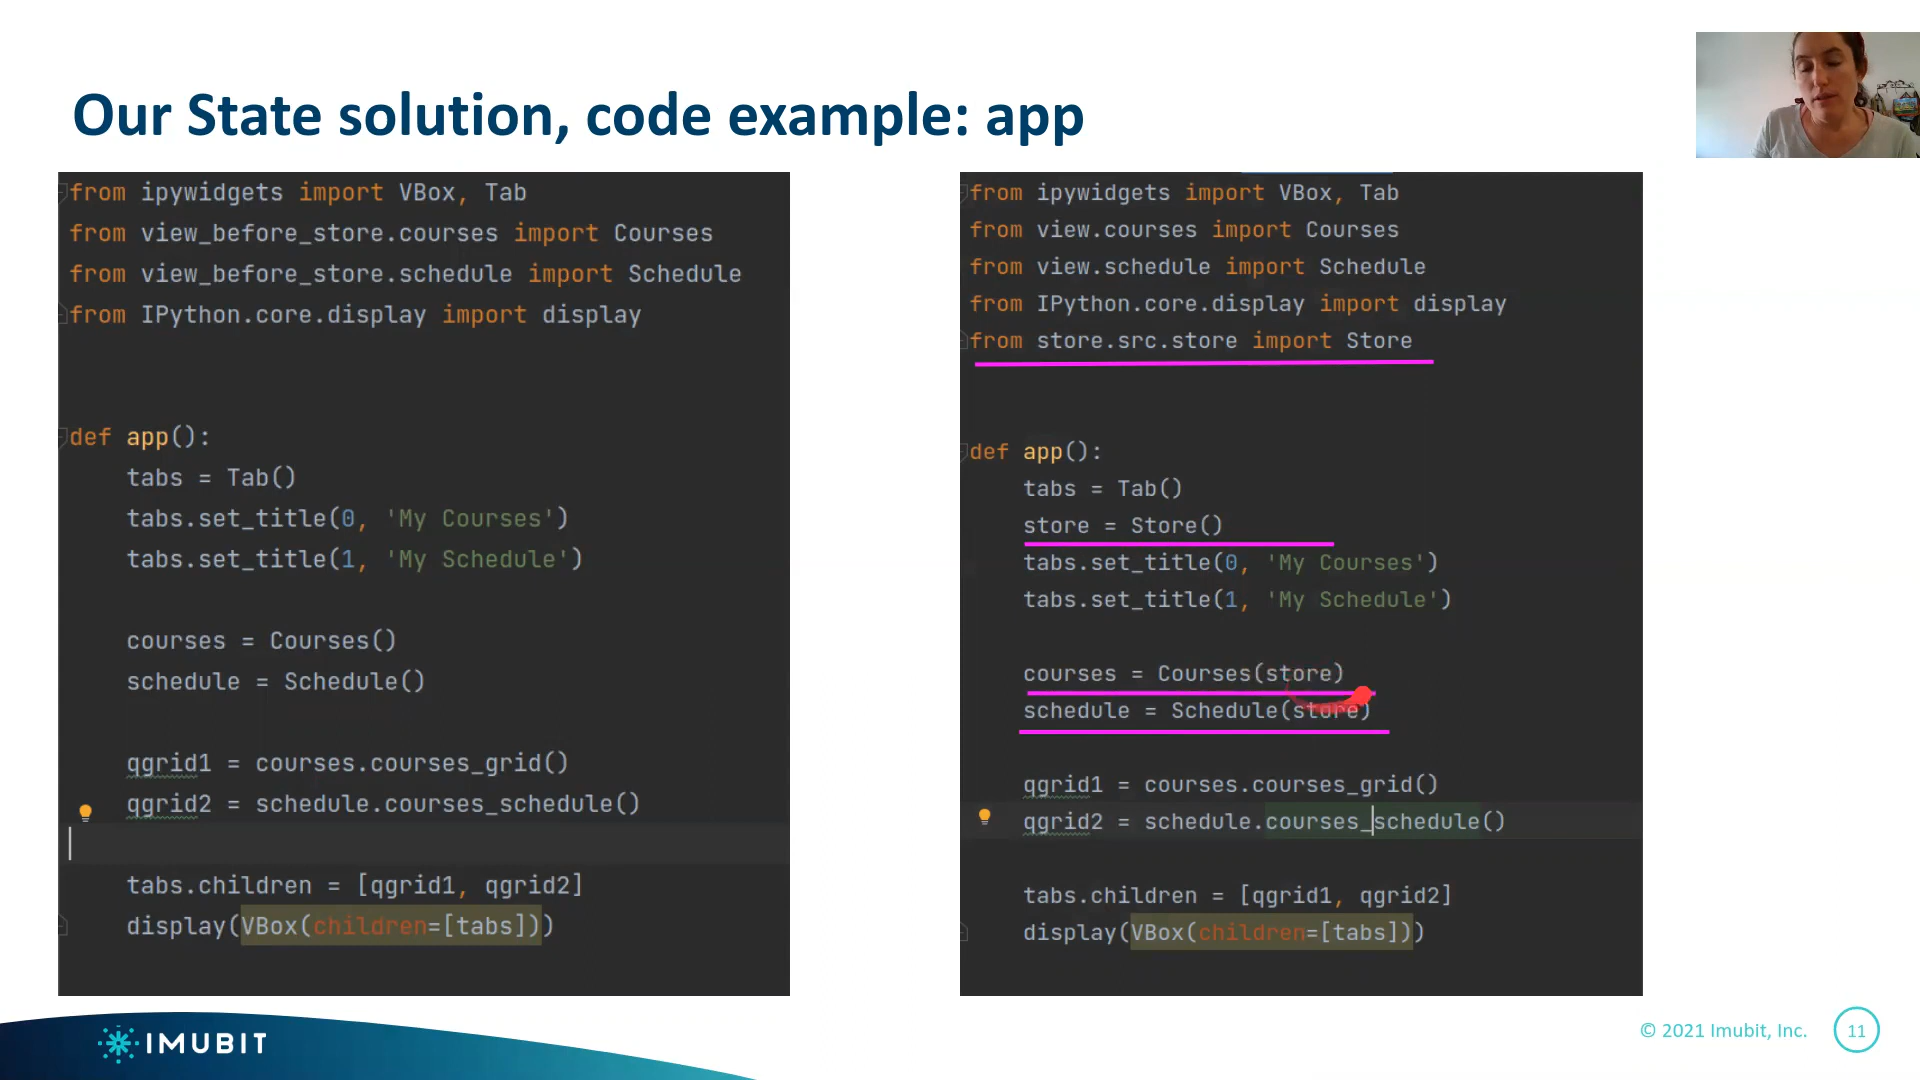 Our State solution, code example: app
from ipywidgets import VBox, Tab
from view_before_store.courses import Courses
from view_before_store.schedule import Schedule
from IPython.core.display import display
def app():
tabs = Tab()
tabs.set_title(0, 'My Courses')
tabs.set_title(1, 'My Schedule')
courses = Courses()
schedule = Schedule()
qgrid1 = courses.courses_grid()
qgrid2 = schedule.courses_schedule()
tabs.children = [qgrid1, qgrid2]
display(VBox(children=[tabs]))
from ipywidgets import VBox, Tab
from view.courses import Courses
from view.schedule import Schedule
from IPython.core.display import display
from store.src.store import Store
def app():
tabs = Tab()
store = Store()
tabs.set_title(0, 'My Courses')
tabs.set_title(1, 'My Schedule')
courses = Courses(store)
schedule = Schedule(store)
qgrid1 = courses.courses_grid()
qgrid2 = schedule.courses_schedule()
tabs.children = [qgrid1, qgrid2]
display(VBox(children=[tabs]))
IMUBIT
© 2021 Imubit, Inc.
11